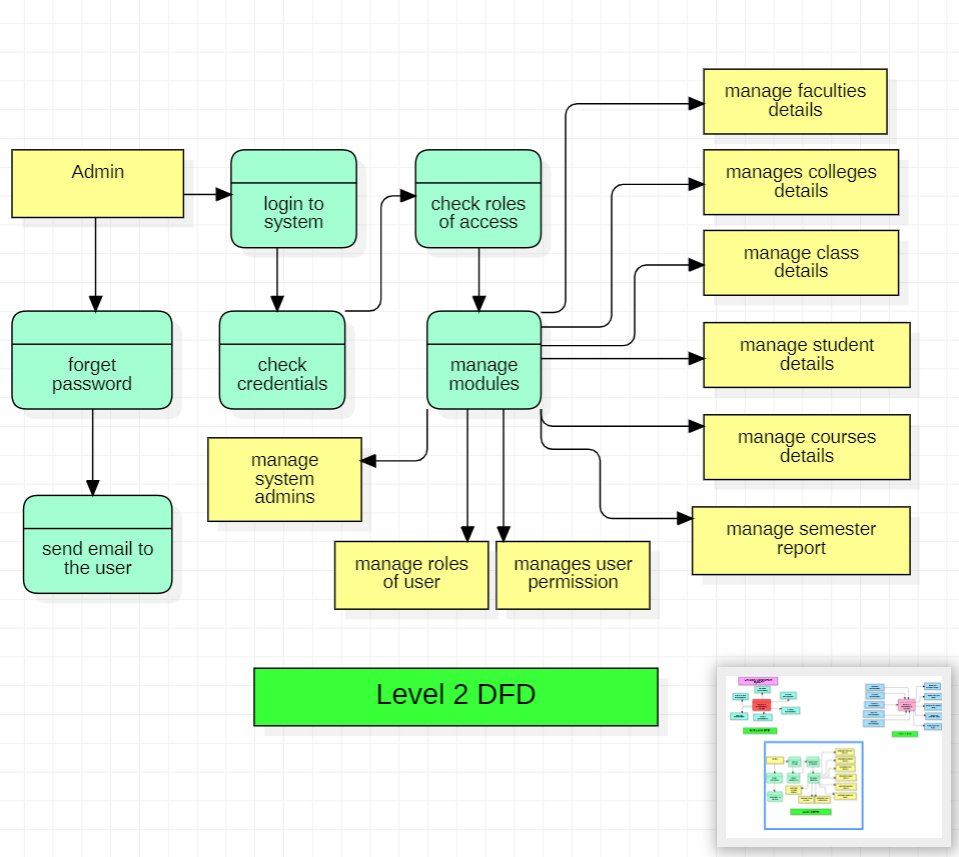 Admin
login to
system
check roles
of access
manage faculties
details
manages colleges
details
manage class
details
forget
password
check
credentials
manage
modules
manage student
details
manage courses
details
manage
system
admins
send email to
the user
manage roles
of user
manages user
permission
manage semester
report
Level 2 DFD